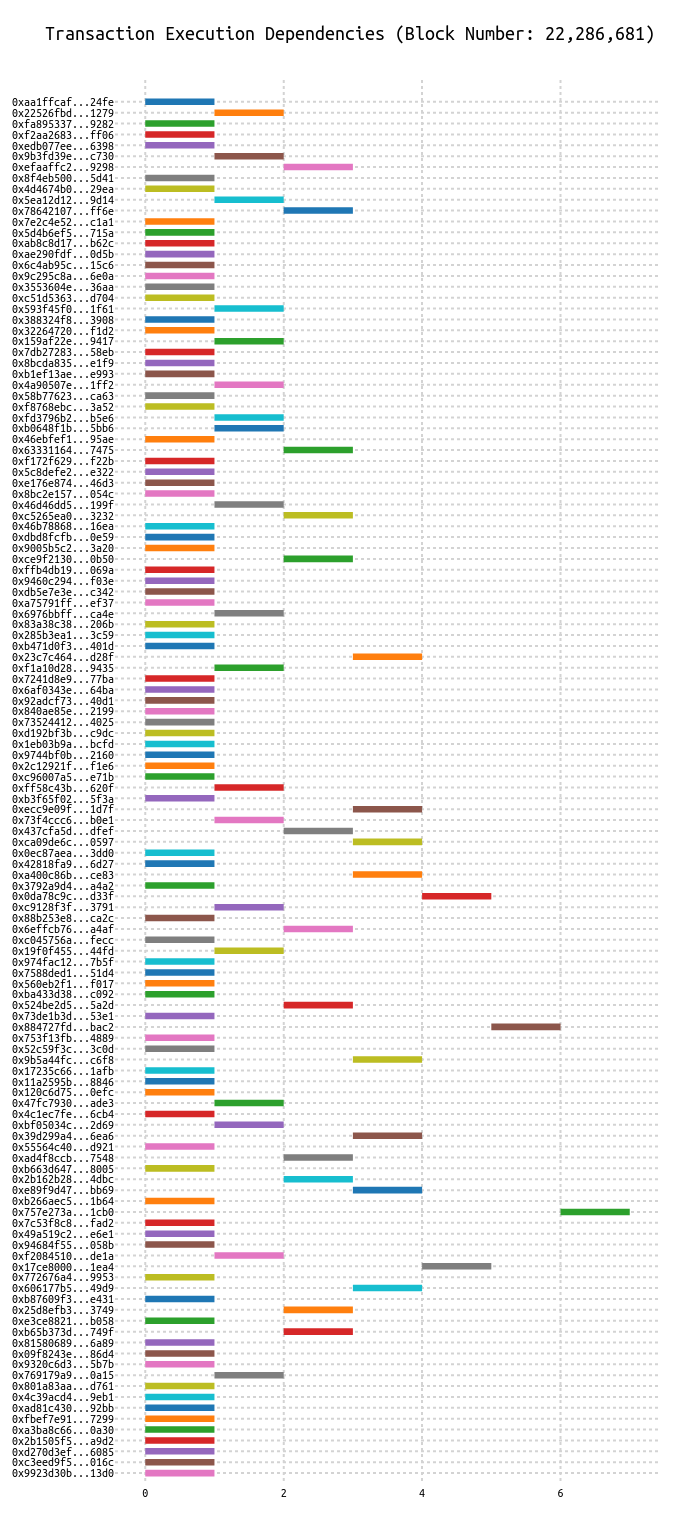 Transaction Execution Dependencies (Block Number: 22,286,681)
0xaa1ffcaf...24fe
0x22526fbd...1279
0xfa895337...9282
0xf2aa2683...ff06
0xedb077ee...6398
0x9b3fd39e...c730
0xefaaffc2...9298
0x8f4eb500...5d41
0x4d4674b0...29ea
0x5ea12d12...9d14
0x78642107...ff6e
0x7e2c4e52...c1a1
0x5d4b6ef5...715a
0xab8c8d17...b62c
0xae290fdf...0d5b
0x6c4ab95c...15c6
0x9c295c8a...6e0a
0x3553604e...36aa
0xc51d5363...d704
0x593f45f0...1f61
0x388324f8...3908
0x32264720...f1d2
0x159af22e...9417
0x7db27283...58eb
0x8bcda835...e1f9
0xb1ef13ae...e993
0x4a90507e...1ff2
0x58b77623...ca63
0xf8768ebc...3a52
0xfd3796b2...b5e6
0xb0648f1b...5bb6
0x46ebfef1...95ae
0x63331164...7475
0xf172f629...f22b
0x5c8defe2...e322
0xe176e874...46d3
0x8bc2e157...054c
0x46d46dd5...199f
0xc5265ea0...3232
0x46b78868...16ea
0xdbd8fcfb...0e59
0x9005b5c2...3a20
0xce9f2130...0b50
0xffb4db19...069a
0x9460c294...f03e
0xdb5e7e3e...c342
0xa75791ff...ef37
0x6976bbff...ca4e
0x83a38c38...206b
0x285b3ea1...3c59
0xb471d0f3...401d
0x23c7c464...d28f
0xf1a10d28...9435
0x7241d8e9...77ba
0x6af0343e...64ba
0x92adcf73...40d1
0x840ae85e...2199
0x73524412...4025
0xd192bf3b...c9dc
0x1eb03b9a...bcfd
0x9744bf0b...2160
0x2c12921f...f1e6
0xc96007a5...e71b
0xff58c43b...620f
0xb3f65f02...5f3a
0xecc9e09f...1d7f
0x73f4ccc6...b0e1
0x437cfa5d...dfef
0xca09de6c...0597
0x0ec87aea...3dd0
0x42818fa9...6d27
0xa400c86b...ce83
0x3792a9d4...a4a2
0x0da78c9c...d33f
0xc9128f3f...3791
0x88b253e8...ca2c
0x6effcb76...a4af
0xc045756a...fecc
0x19f0f455...44fd
0x974fac12...7b5f
0x7588ded1...51d4
0x560eb2f1...f017
0xba433d38...c092
0x524be2d5...5a2d
0x73de1b3d...53e1
0x884727fd...bac2
0x753f13fb...4889
0x52c59f3c...3c0d
0x9b5a44fc...c6f8
0x17235c66...1afb
0x11a2595b...8846
0x120c6d75...0efc
0x47fc7930...ade3
0x4c1ec7fe...6cb4
0xbf05034c...2d69
0x39d299a4...6ea6
0x55564c40...d921
0xad4f8ccb...7548
0xb663d647...8005
0x2b162b28...4dbc
0xe89f9d47...bb69
0xb266aec5...1b64
0x757e273a...1cb0
0x7c53f8c8...fad2
0x49a519c2...e6e1
0x94684f55...058b
0xf2084510...de1a
0x17ce8000...1ea4
0x772676a4...9953
0x606177b5...49d9
0xb87609f3...e431
0x25d8efb3...3749
0xe3ce8821...b058
0xb65b373d...749f
0x81580689...6a89
0x09f8243e...86d4
0x9320c6d3...5b7b
0x769179a9...0a15
0x801a83aa...d761
0x4c39acd4...9eb1
0xad81c430...92bb
0xfbef7e91...7299
0xa3ba8c66...0a30
0x2b1505f5...a9d2
0xd270d3ef...6085
0xc3eed9f5...016c
0x9923d30b...13d0
0 2 4 6